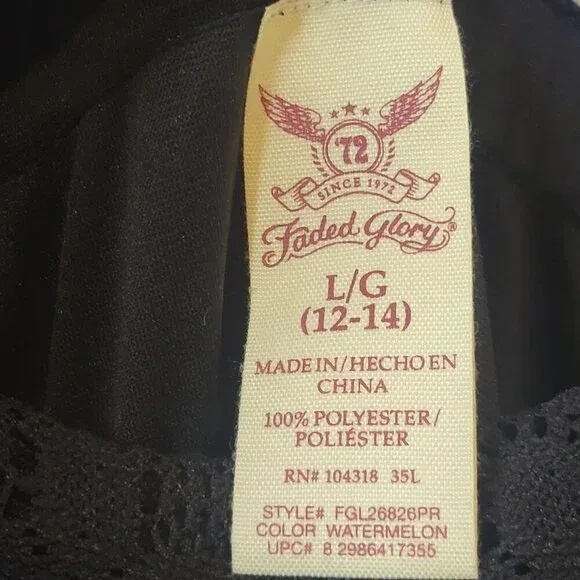 '72
SINCE 1972
Faded Glory®
L/G
(12-14)
MADE IN/HECHO EN
CHINA
100% POLYESTER/
POLIÉSTER
RN# 104318 35L
STYLE# FGL26826PR
COLOR WATERMELON
UPC# 8 2986417355